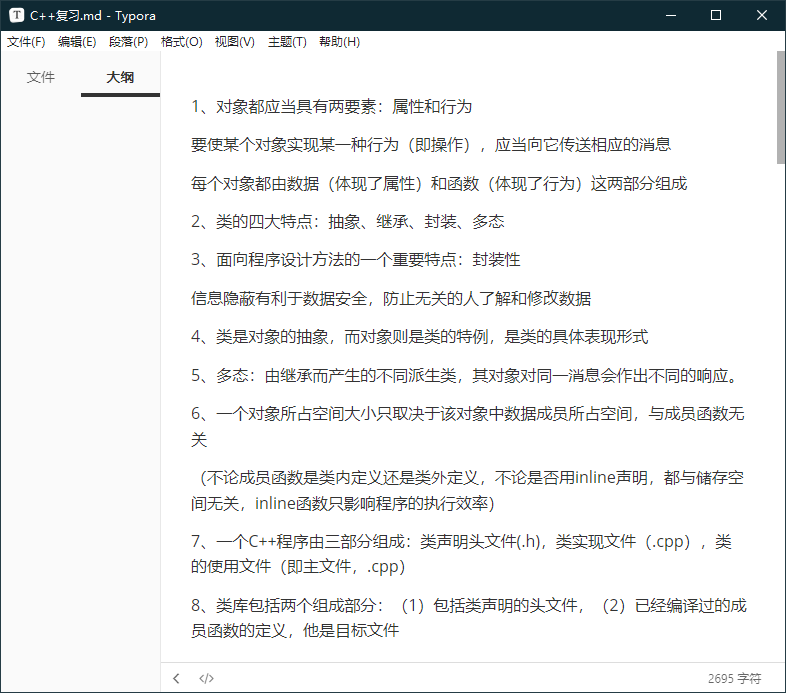 C++复习.md - Typora
文件(F) 编辑(E) 段落(P) 格式(O) 视图(V) 主题(T) 帮助(H)
文件 大纲
1、对象都应当具有两要素：属性和行为
要使某个对象实现某一种行为（即操作），应当向它传送相应的消息
每个对象都由数据（体现了属性）和函数（体现了行为）这两部分组成
2、类的四大特点：抽象、继承、封装、多态
3、面向程序设计方法的一个重要特点：封装性
信息隐蔽有利于数据安全，防止无关的人了解和修改数据
4、类是对象的抽象，而对象则是类的特例，是类的具体表现形式
5、多态：由继承而产生的不同派生类，其对象对同一消息会作出不同的响应。
6、一个对象所占空间大小只取决于该对象中数据成员所占空间，与成员函数无
关
（不论成员函数是类内定义还是类外定义，不论是否用inline声明，都与储存空
间无关，inline函数只影响程序的执行效率）
7、一个C++程序由三部分组成：类声明头文件(.h)，类实现文件（.cpp），类
的使用文件（即主文件，.cpp）
8、类库包括两个组成部分：（1）包括类声明的头文件，（2）已经编译过的成
员函数的定义，他是目标文件
2695 字符